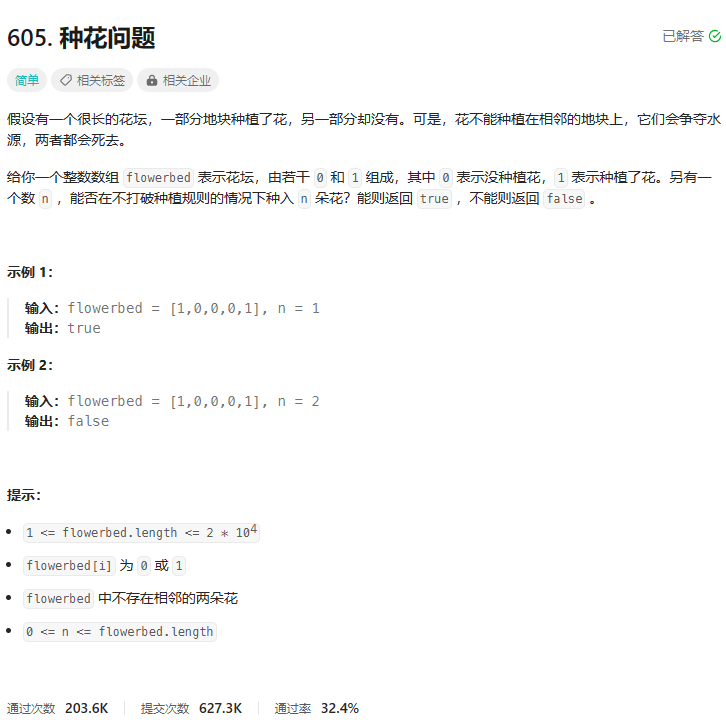 605. 种花问题
已解答
简单 相关标签 相关企业
假设有一个很长的花坛，一部分地块种植了花，另一部分却没有。可是，花不能种植在相邻的地块上，它们会争夺水
源，两者都会死去。
给你一个整数数组 flowerbed 表示花坛，由若干 0 和 1 组成，其中 0 表示没种植花，1 表示种植了花。另有一
个数 n ，能否在不打破种植规则的情况下种入 n 朵花？能则返回 true ，不能则返回 false 。
示例 1：
输入：flowerbed = [1,0,0,0,1], n = 1
输出：true
示例 2：
输入：flowerbed = [1,0,0,0,1], n = 2
输出：false
提示：
1 <= flowerbed.length <= 2 * 10⁴
flowerbed[i] 为 0 或 1
flowerbed 中不存在相邻的两朵花
0 <= n <= flowerbed.length
通过次数 203.6K 提交次数 627.3K 通过率 32.4%